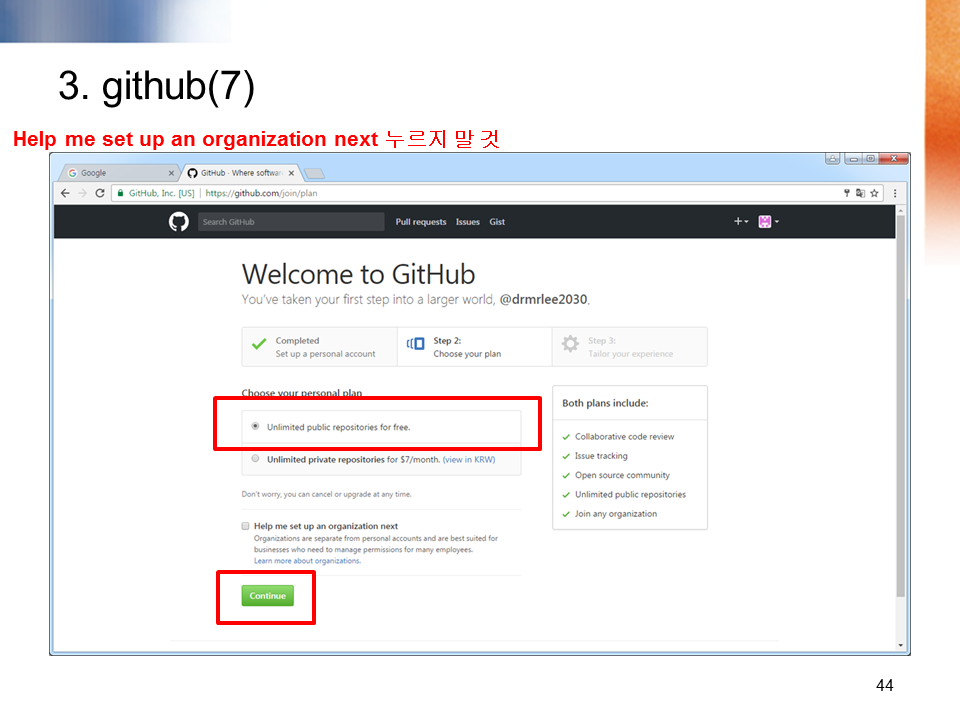 3. github(7)
Help me set up an organization next 누르지 말 것
Google
GitHub - Where softwar
GitHub, Inc. [US] | https://github.com/join/plan
Search GitHub
Pull requests Issues Gist
Welcome to GitHub
You've taken your first step into a larger world, @drmrlee2030.
Completed
Set up a personal account
Step 2:
Choose your plan
Step 3:
Tailor your experience
Choose your personal plan
Unlimited public repositories for free.
Unlimited private repositories for $7/month. (view in KRW)
Don't worry, you can cancel or upgrade at any time.
Help me set up an organization next
Organizations are separate from personal accounts and are best suited for
businesses who need to manage permissions for many employees.
Learn more about organizations.
Continue
Both plans include:
Collaborative code review
Issue tracking
Open source community
Unlimited public repositories
Join any organization
44